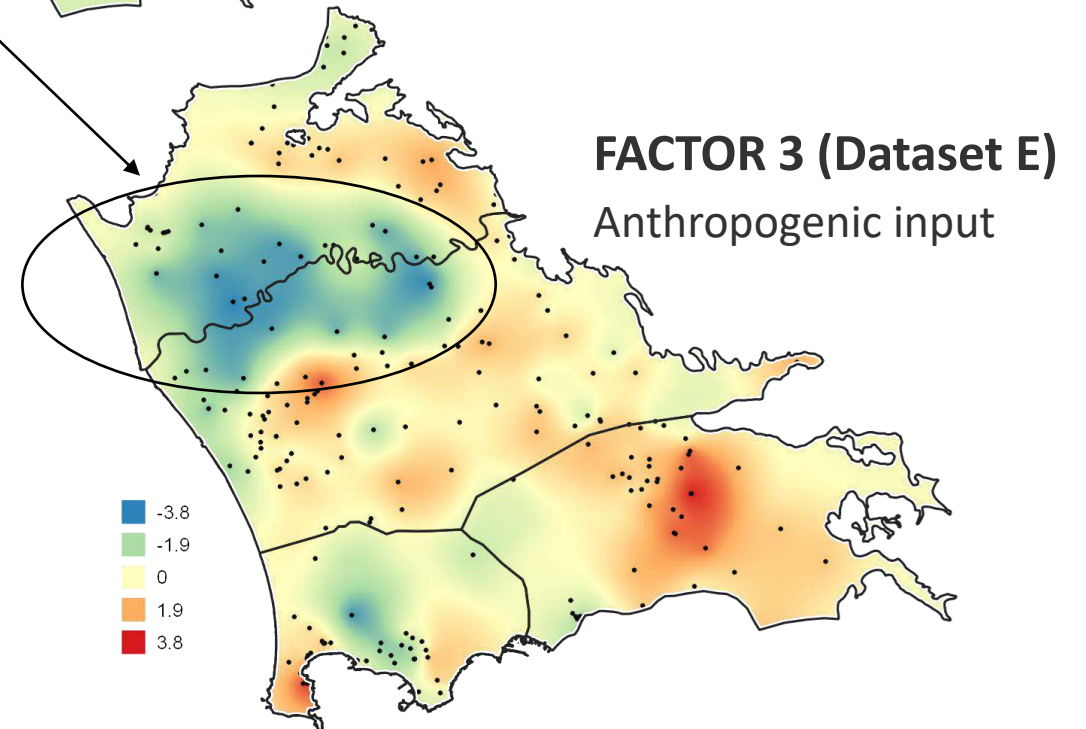 FACTOR 3 (Dataset E)
Anthropogenic input
-3.8
-1.9
0
1.9
3.8